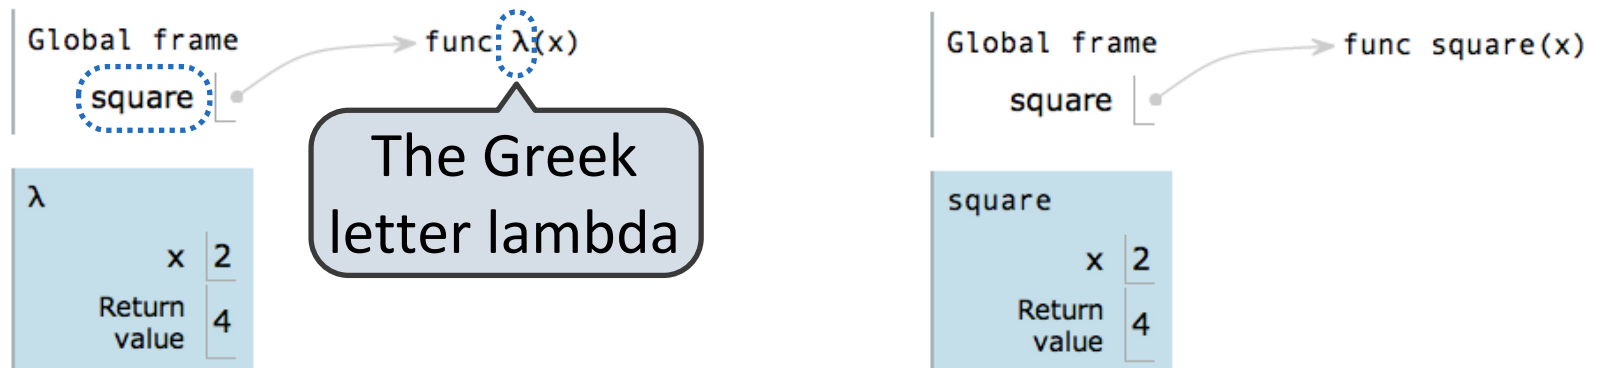 Global frame
func λ(x)
square
The Greek
letter lambda
λ
x 2
Return
value 4
Global frame
func square(x)
square
square
x 2
Return
value 4